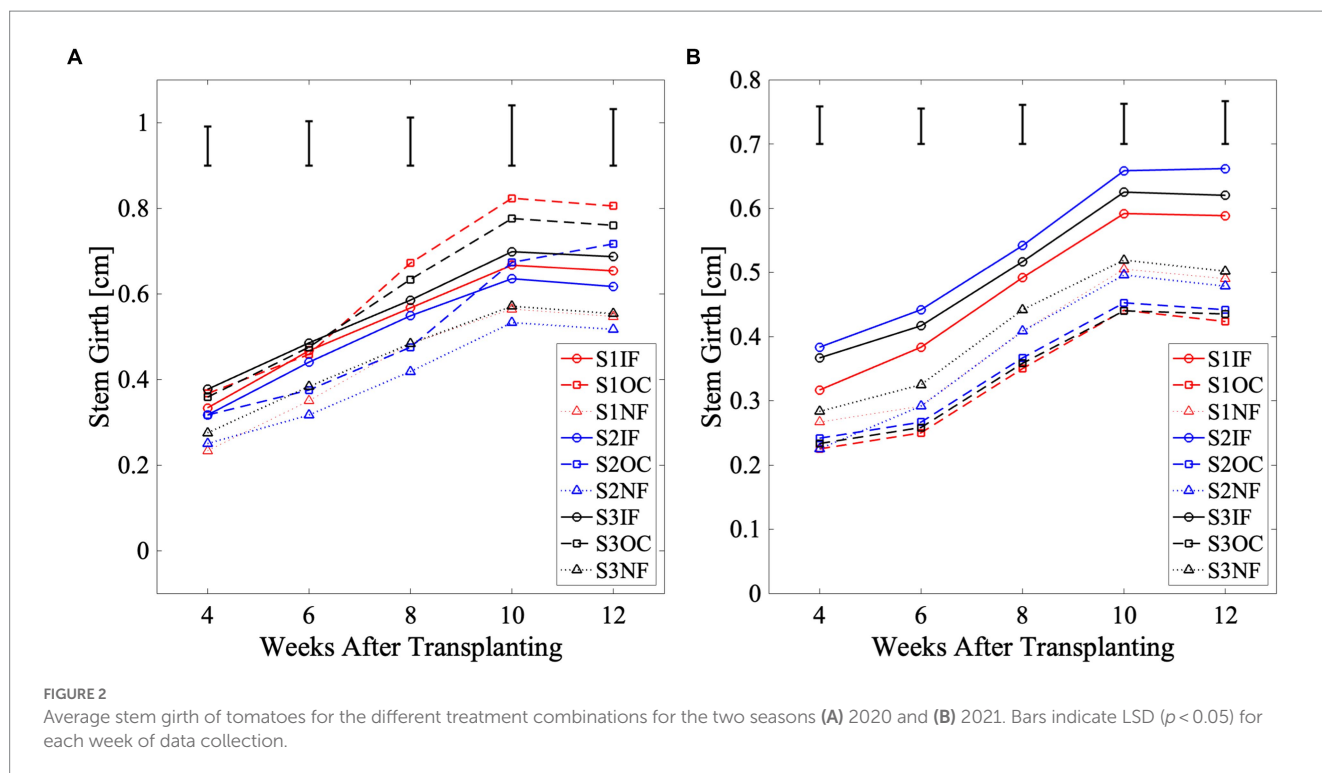 A
Stem Girth [cm]
1
0.8
0.6
0.4
0.2
0
4 6 8 10 12
Weeks After Transplanting
S1IF
S1OC
S1NF
S2IF
S2OC
S2NF
S3IF
S3OC
S3NF
B
Stem Girth [cm]
0.8
0.7
0.6
0.5
0.4
0.3
0.2
0.1
0
4 6 8 10 12
Weeks After Transplanting
S1IF
S1OC
S1NF
S2IF
S2OC
S2NF
S3IF
S3OC
S3NF
FIGURE 2
Average stem girth of tomatoes for the different treatment combinations for the two seasons (A) 2020 and (B) 2021. Bars indicate LSD (p < 0.05) for
each week of data collection.